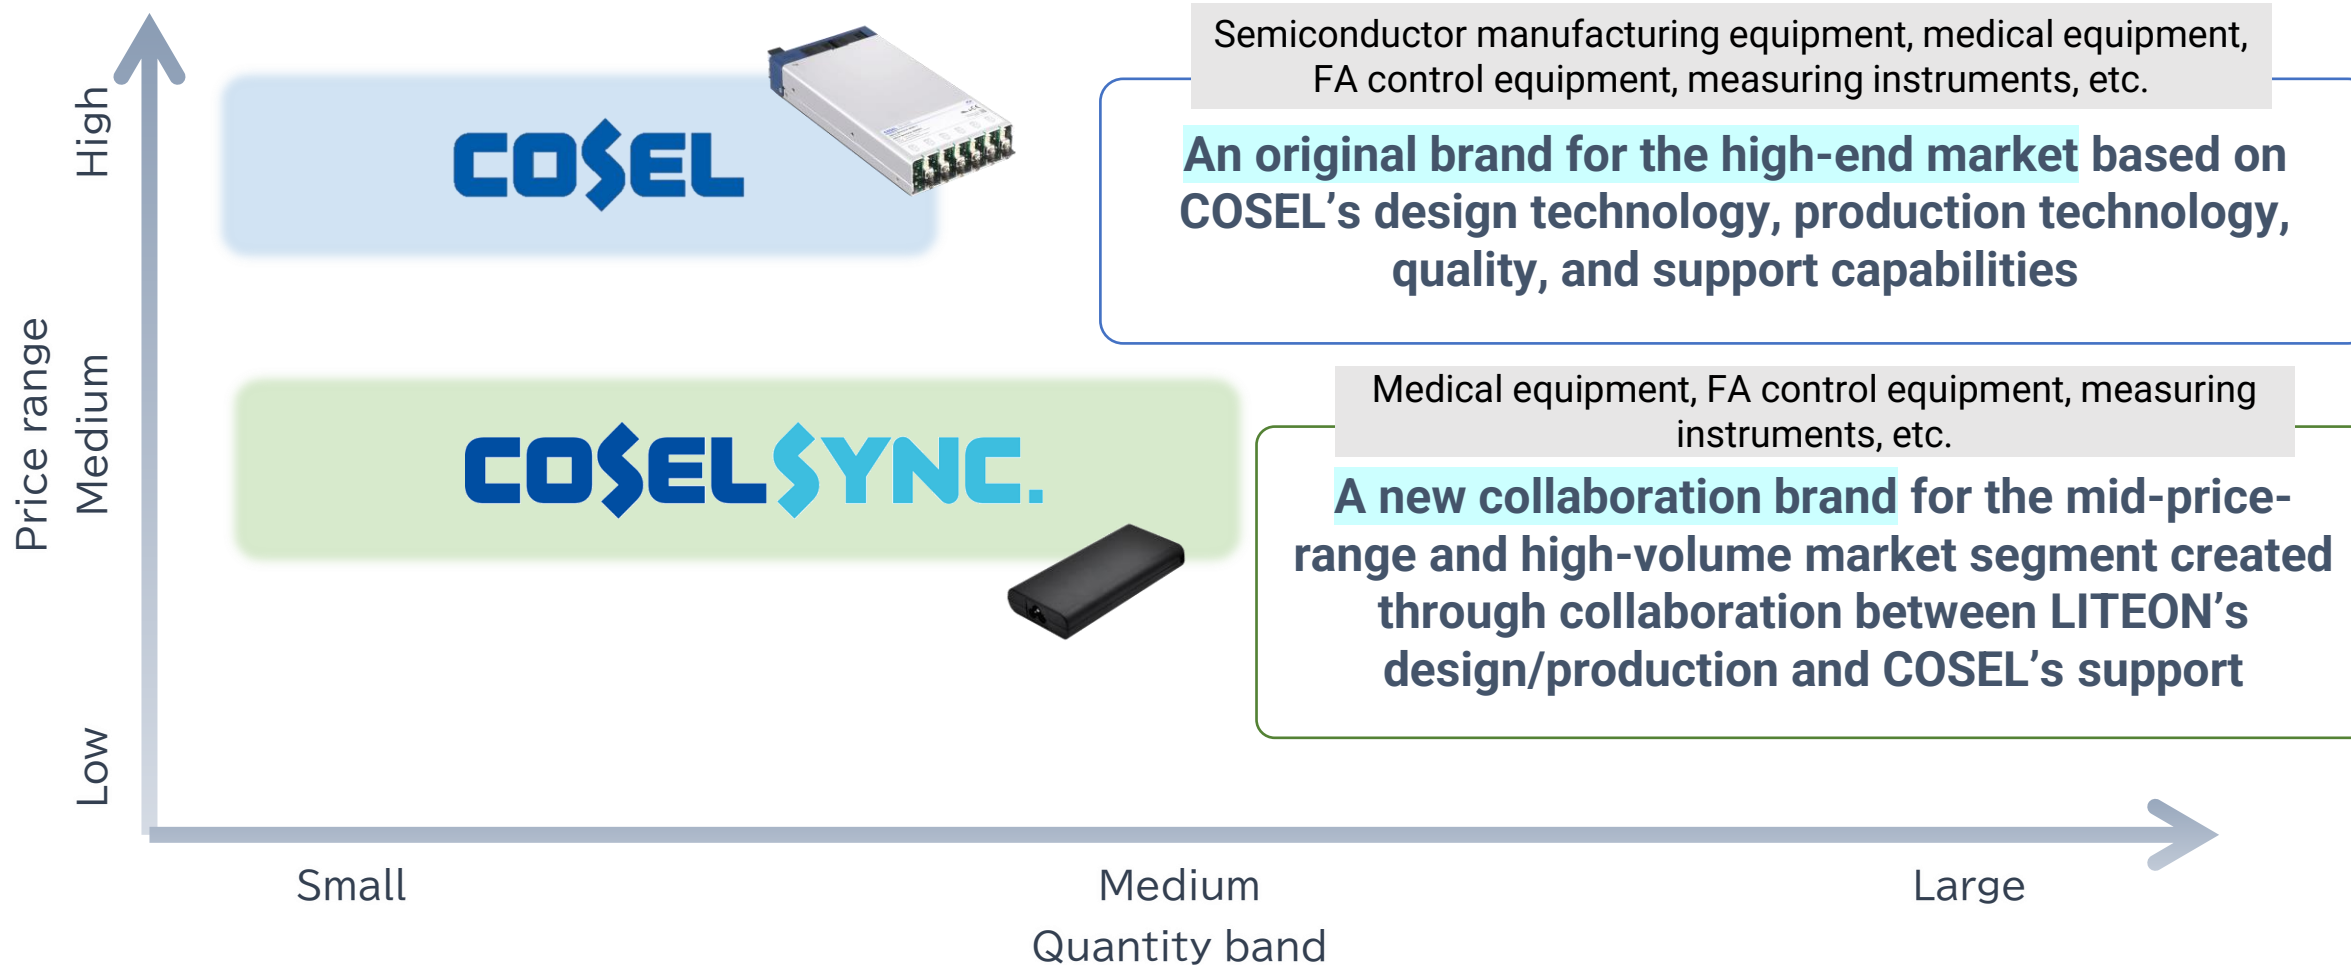 Semiconductor manufacturing equipment, medical equipment,
FA control equipment, measuring instruments, etc.
High
COSEL
An original brand for the high-end market based on
COSEL’s design technology, production technology,
quality, and support capabilities
Price range
Medium
COSELSYNC.
Medical equipment, FA control equipment, measuring
instruments, etc.
A new collaboration brand for the mid-price-
range and high-volume market segment created
through collaboration between LITEON’s
design/production and COSEL’s support
Low
Small
Medium
Large
Quantity band